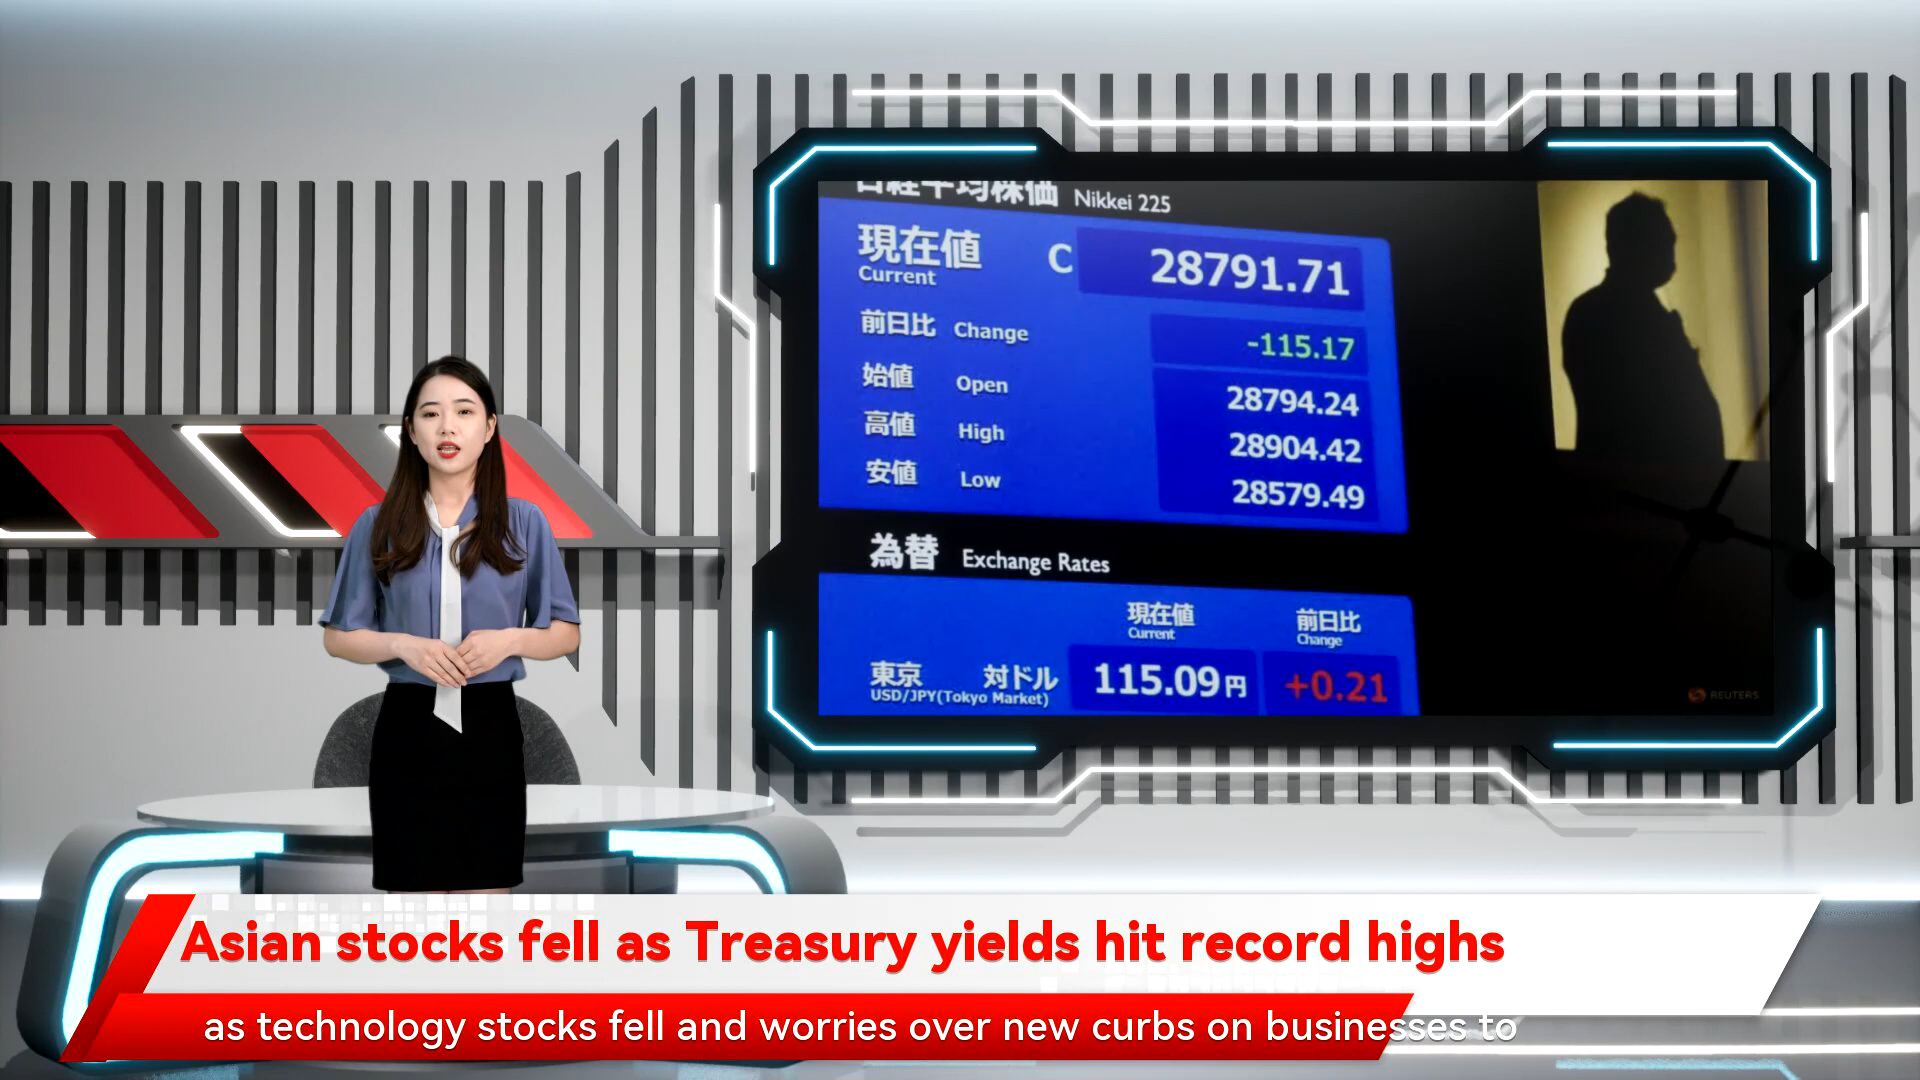 日経平均株価 Nikkei 225
現在値 C 28791.71
Current
前日比 Change -115.17
始値 Open 28794.24
高値 High 28904.42
安値 Low 28579.49
為替 Exchange Rates
現在値 前日比
Current Change
東京 対ドル 115.09円 +0.21
USD/JPY(Tokyo Market)
REUTERS
Asian stocks fell as Treasury yields hit record highs
as technology stocks fell and worries over new curbs on businesses to